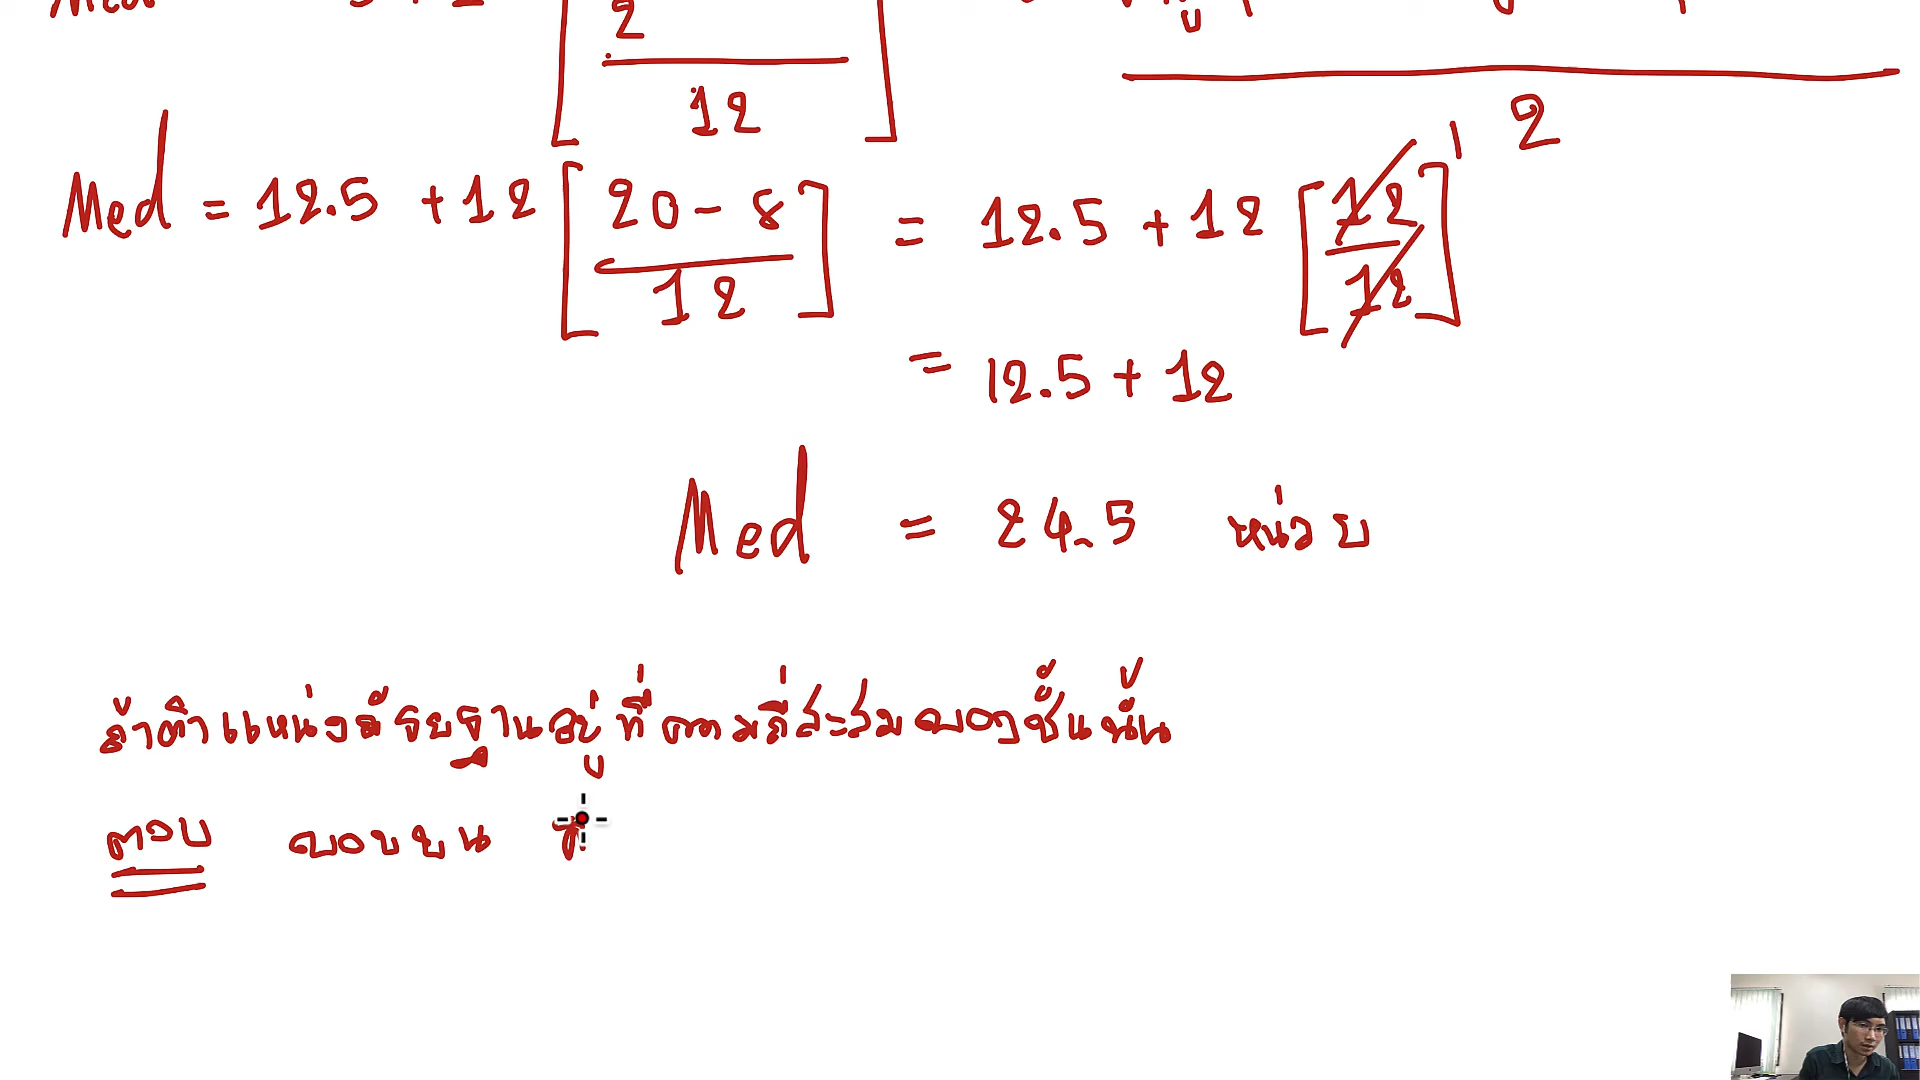 2
12
2
Med = 12.5 + 12 [ 20 - 8 / 12 ] = 12.5 + 12 [ 12 / 12 ] 1
= 12.5 + 12
Med = 24.5 หน่วย
ถ้าตำแหน่งมัธยฐานอยู่ที่ความถี่สะสมของชั้นนั้น
ตอบ ขอบบน